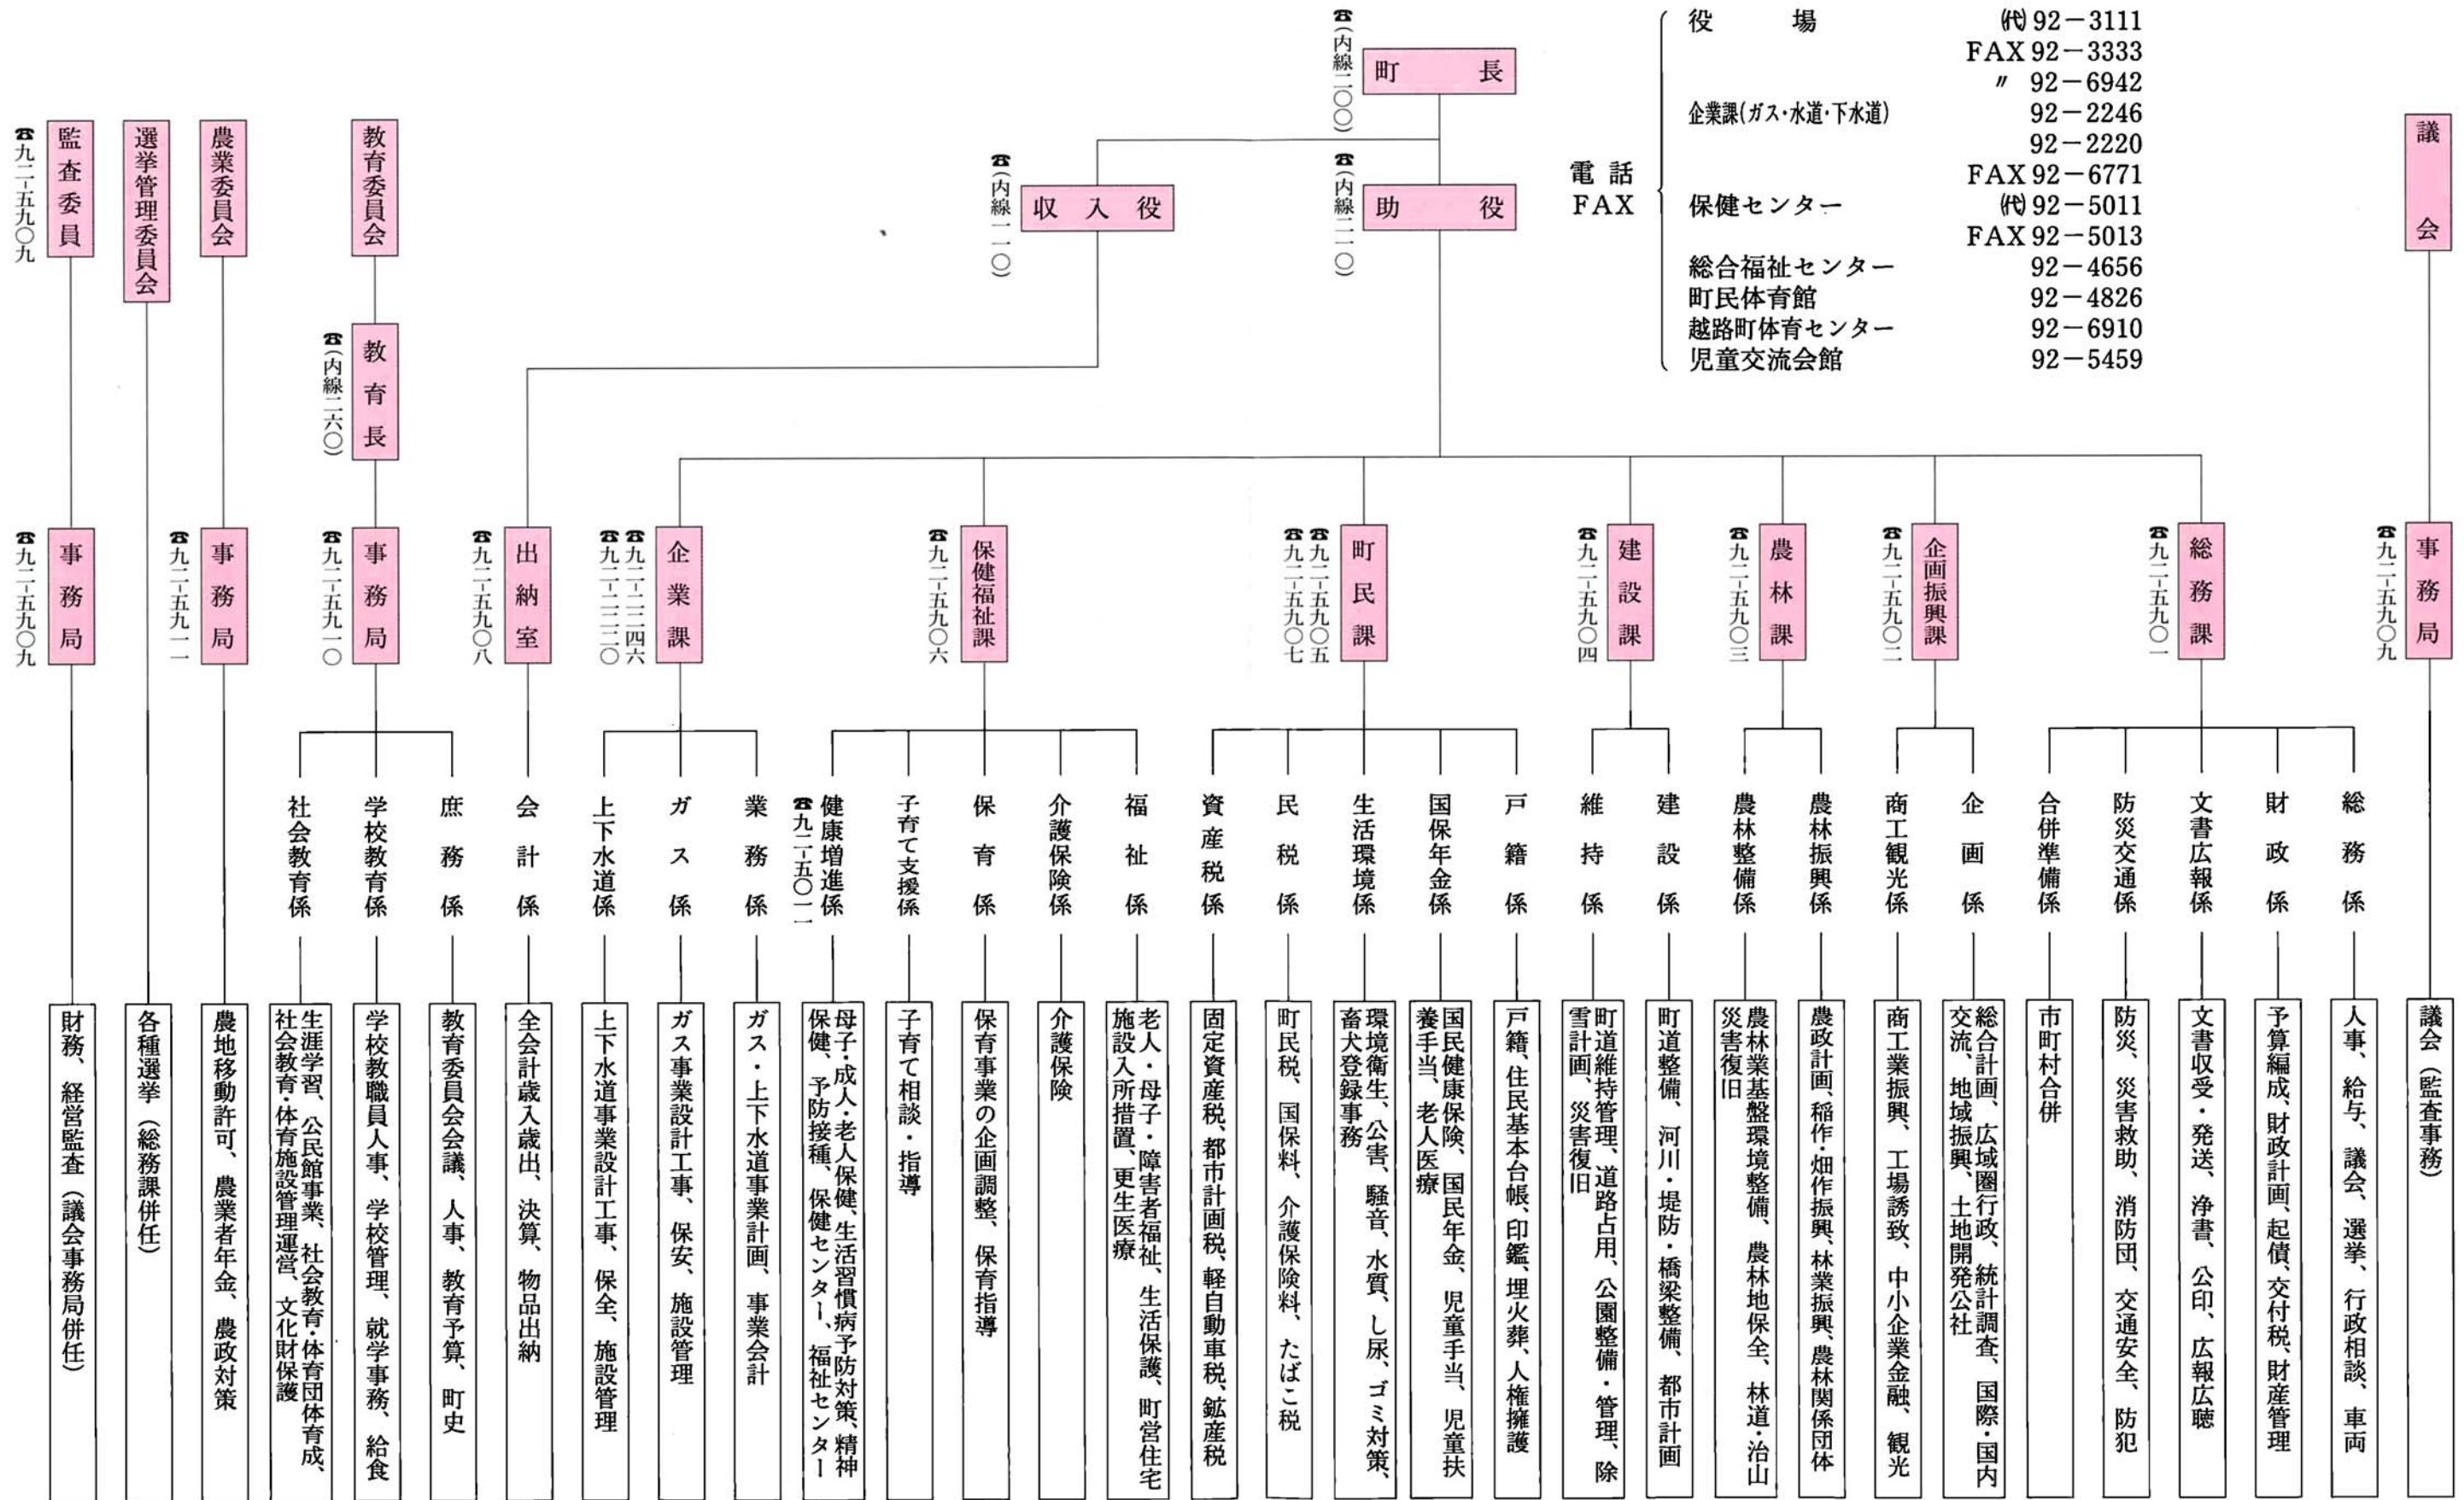 役場 ㈹92－3111
FAX 92－3333
〃 92－6942
企業課(ガス・水道・下水道) 92－2246
92－2220
FAX 92－6771
保健センター ㈹92－5011
FAX 92－5013
総合福祉センター 92－4656
町民体育館 92－4826
越路町体育センター 92－6910
児童交流会館 92－5459
電話
FAX
議会
事務局
☎九二－五九〇九
議会（監査事務）
町長
☎（内線二〇〇）
助役
☎（内線二一〇）
収入役
☎（内線一一〇）
総務課
☎九二－五九〇一
総務係
人事、給与、議会、選挙、行政相談、車両
財政係
予算編成、財政計画、起債、交付税、財産管理
文書広報係
文書収受・発送、浄書、公印、広報広聴
防災交通係
防災、災害救助、消防団、交通安全、防犯
合併準備係
市町村合併
企画振興課
☎九二－五九〇二
企画係
総合計画、広域圏行政、統計調査、国際・国内
交流、地域振興、土地開発公社
商工観光係
商工業振興、工場誘致、中小企業金融、観光
農林課
☎九二－五九〇三
農林振興係
農政計画、稲作・畑作振興、林業振興、農林関係団体
農林整備係
農林業基盤環境整備、農林地保全、林道・治山
災害復旧
建設課
☎九二－五九〇四
建設係
町道整備、河川・堤防・橋梁整備、都市計画
維持係
町道維持管理、道路占用、公園整備・管理、除
雪計画、災害復旧
町民課
☎九二－五九〇五
☎九二－五九〇七
戸籍係
戸籍、住民基本台帳、印鑑、埋火葬、人権擁護
国保年金係
国民健康保険、国民年金、児童手当、児童扶
養手当、老人医療
生活環境係
環境衛生、公害、騒音、水質、し尿、ゴミ対策、
畜犬登録事務
民税係
町民税、国保料、介護保険料、たばこ税
資産税係
固定資産税、都市計画税、軽自動車税、鉱産税
保健福祉課
☎九二－五九〇六
福祉係
老人・母子・障害者福祉、生活保護、町営住宅
施設入所措置、更生医療
介護保険係
介護保険
保育係
保育事業の企画調整、保育指導
子育て支援係
子育て相談・指導
健康増進係
☎九二－五〇一一
母子・成人・老人保健、生活習慣病予防対策、精神
保健、予防接種、保健センター、福祉センター
企業課
☎九二－二二四六
☎九二－二二二〇
業務係
ガス・上下水道事業計画、事業会計
ガス係
ガス事業設計工事、保安、施設管理
上下水道係
上下水道事業設計工事、保全、施設管理
出納室
☎九二－五九〇八
会計係
全会計歳入歳出、決算、物品出納
教育委員会
教育長
☎（内線二六〇）
事務局
☎九二－五九一〇
庶務係
教育委員会会議、人事、教育予算、町史
学校教育係
学校教職員人事、学校管理、就学事務、給食
社会教育係
生涯学習、公民館事業、社会教育・体育団体育成、
社会教育・体育施設管理運営、文化財保護
農業委員会
事務局
☎九二－五九一一
農地移動許可、農業者年金、農政対策
選挙管理委員会
各種選挙（総務課併任）
監査委員
☎九二－五九〇九
事務局
☎九二－五九〇九
財務、経営監査（議会事務局併任）